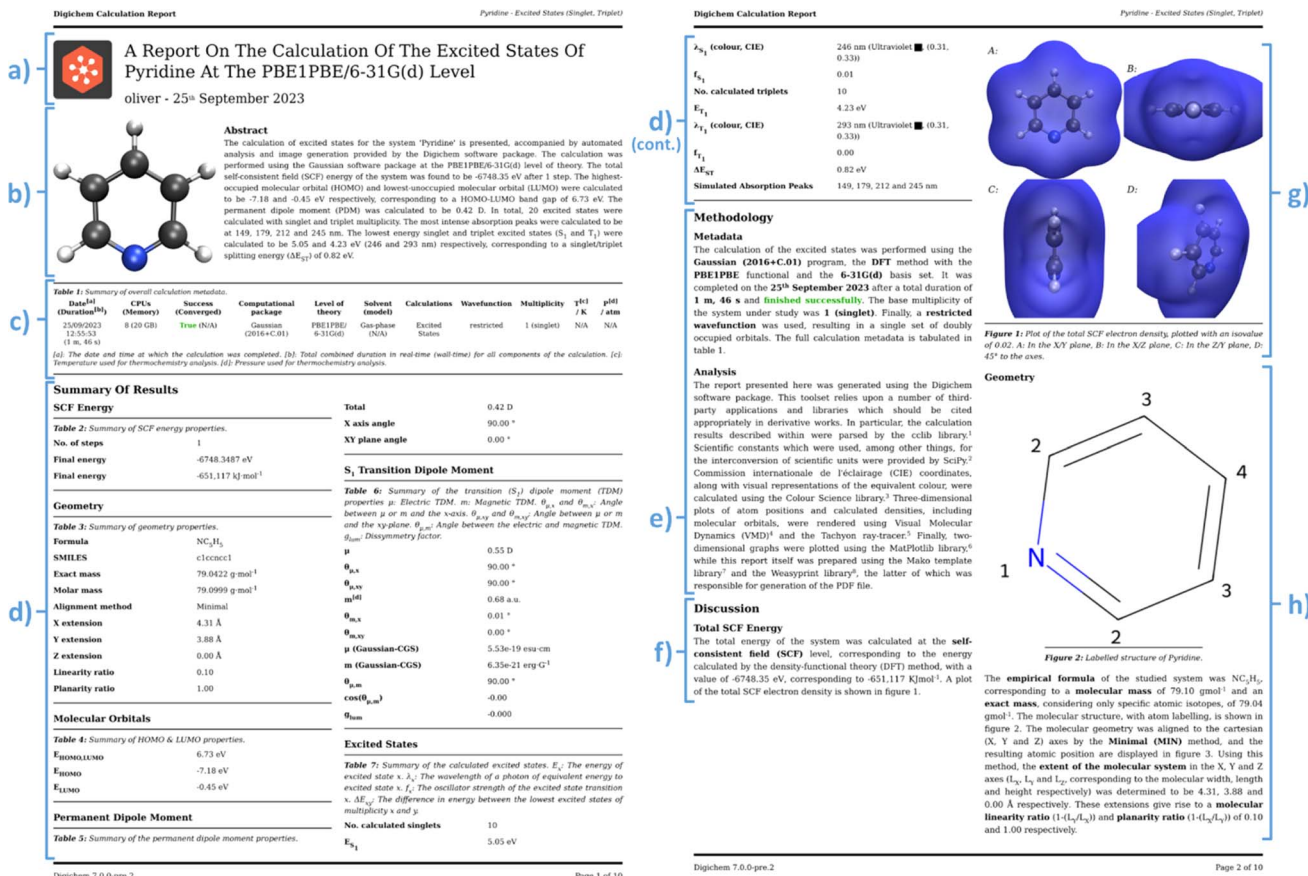 Digichem Calculation Report
Pyridine - Excited States (Singlet, Triplet)
a)
A Report On The Calculation Of The Excited States Of
Pyridine At The PBE1PBE/6-31G(d) Level
oliver - 25th September 2023
b)
Abstract
The calculation of excited states for the system 'Pyridine' is presented, accompanied by automated
analysis and image generation provided by the Digichem software package. The calculation was
performed using the Gaussian software package at the PBE1PBE/6-31G(d) level of theory. The total
self-consistent field (SCF) energy of the system was found to be -6748.35 eV after 1 step. The highest-
occupied molecular orbital (HOMO) and lowest-unoccupied molecular orbital (LUMO) were calculated
to be -7.18 and -0.45 eV respectively, corresponding to a HOMO-LUMO band gap of 6.73 eV. The
permanent dipole moment (PDM) was calculated to be 0.42 D. In total, 20 excited states were
calculated with singlet and triplet multiplicity. The most intense absorption peaks were calculated to be
at 149, 179, 212 and 245 nm. The lowest energy singlet and triplet excited states (S1 and T1) were
calculated to be 5.05 and 4.23 eV (246 and 293 nm) respectively, corresponding to a singlet/triplet
splitting energy (ΔEST) of 0.82 eV.
c)
Table 1: Summary of overall calculation metadata.
Date[a] (Duration[b]) CPUs (Memory) Success (Converged) Computational package Level of theory Solvent (model) Calculations Wavefunction Multiplicity T[c] / K P[d] / atm
25/09/2023 12:55:53 (1 m, 46 s) 8 (20 GB) True (N/A) Gaussian (2016+C.01) PBE1PBE/ 6-31G(d) Gas-phase (N/A) Excited States restricted 1 (singlet) N/A N/A
[a]: The date and time at which the calculation was completed. [b]: Total combined duration in real-time (wall-time) for all components of the calculation. [c]:
Temperature used for thermochemistry analysis. [d]: Pressure used for thermochemistry analysis.
d)
Summary Of Results
SCF Energy
Table 2: Summary of SCF energy properties.
No. of steps 1
Final energy -6748.3487 eV
Final energy -651,117 kJ·mol-1
Geometry
Table 3: Summary of geometry properties.
Formula NC5H5
SMILES c1ccncc1
Exact mass 79.0422 g·mol-1
Molar mass 79.0999 g·mol-1
Alignment method Minimal
X extension 4.31 Å
Y extension 3.88 Å
Z extension 0.00 Å
Linearity ratio 0.10
Planarity ratio 1.00
Molecular Orbitals
Table 4: Summary of HOMO & LUMO properties.
EHOMO,LUMO 6.73 eV
EHOMO -7.18 eV
ELUMO -0.45 eV
Permanent Dipole Moment
Table 5: Summary of the permanent dipole moment properties.
Total 0.42 D
X axis angle 90.00 °
XY plane angle 0.00 °
S1 Transition Dipole Moment
Table 6: Summary of the transition (S1) dipole moment (TDM)
properties μ: Electric TDM. m: Magnetic TDM. θμ,x and θm,x: Angle
between μ or m and the x-axis. θμ,xy and θm,xy: Angle between μ or m
and the xy-plane. θμ,m: Angle between the electric and magnetic TDM.
glum: Dissymmetry factor.
μ 0.55 D
θμ,x 90.00 °
θμ,xy 90.00 °
m[d] 0.68 a.u.
θm,x 0.01 °
θm,xy 0.00 °
μ (Gaussian-CGS) 5.53e-19 esu·cm
m (Gaussian-CGS) 6.35e-21 erg·G-1
θμ,m 90.00 °
cos(θμ,m) -0.00
glum -0.000
Excited States
Table 7: Summary of the calculated excited states. Ex: The energy of
excited state x. λx: The wavelength of a photon of equivalent energy to
excited state x. fx: The oscillator strength of the excited state transition
x. ΔExy: The difference in energy between the lowest excited states of
multiplicity x and y.
No. calculated singlets 10
ES1 5.05 eV
Digichem 7.0.0-pre.2
Page 1 of 10
Digichem Calculation Report
Pyridine - Excited States (Singlet, Triplet)
d)
(cont.)
λS1 (colour, CIE) 246 nm (Ultraviolet ■, (0.31,
0.33))
fS1 0.01
No. calculated triplets 10
ET1 4.23 eV
λT1 (colour, CIE) 293 nm (Ultraviolet ■, (0.31,
0.33))
fT1 0.00
ΔEST 0.82 eV
Simulated Absorption Peaks 149, 179, 212 and 245 nm
e)
Methodology
Metadata
The calculation of the excited states was performed using the
Gaussian (2016+C.01) program, the DFT method with the
PBE1PBE functional and the 6-31G(d) basis set. It was
completed on the 25th September 2023 after a total duration of
1 m, 46 s and finished successfully. The base multiplicity of
the system under study was 1 (singlet). Finally, a restricted
wavefunction was used, resulting in a single set of doubly
occupied orbitals. The full calculation metadata is tabulated in
table 1.
Analysis
The report presented here was generated using the Digichem
software package. This toolset relies upon a number of third-
party applications and libraries which should be cited
appropriately in derivative works. In particular, the calculation
results described within were parsed by the cclib library.1
Scientific constants which were used, among other things, for
the interconversion of scientific units were provided by SciPy.2
Commission internationale de l'éclairage (CIE) coordinates,
along with visual representations of the equivalent colour, were
calculated using the Colour Science library.3 Three-dimensional
plots of atom positions and calculated densities, including
molecular orbitals, were rendered using Visual Molecular
Dynamics (VMD)4 and the Tachyon ray-tracer.5 Finally, two-
dimensional graphs were plotted using the MatPlotlib library,6
while this report itself was prepared using the Mako template
library7 and the Weasyprint library8, the latter of which was
responsible for generation of the PDF file.
f)
Discussion
Total SCF Energy
The total energy of the system was calculated at the self-
consistent field (SCF) level, corresponding to the energy
calculated by the density-functional theory (DFT) method, with a
value of -6748.35 eV, corresponding to -651,117 KJmol-1. A plot
of the total SCF electron density is shown in figure 1.
g)
A:
B:
C:
D:
Figure 1: Plot of the total SCF electron density, plotted with an isovalue
of 0.02. A: In the X/Y plane, B: In the X/Z plane, C: In the Z/Y plane, D:
45° to the axes.
h)
Geometry
3
2
4
N
1
3
2
Figure 2: Labelled structure of Pyridine.
The empirical formula of the studied system was NC5H5,
corresponding to a molecular mass of 79.10 gmol-1 and an
exact mass, considering only specific atomic isotopes, of 79.04
gmol-1. The molecular structure, with atom labelling, is shown in
figure 2. The molecular geometry was aligned to the cartesian
(X, Y and Z) axes by the Minimal (MIN) method, and the
resulting atomic position are displayed in figure 3. Using this
method, the extent of the molecular system in the X, Y and Z
axes (LX, LY and LZ, corresponding to the molecular width, length
and height respectively) was determined to be 4.31, 3.88 and
0.00 Å respectively. These extensions give rise to a molecular
linearity ratio (1-(LY/LX)) and planarity ratio (1-(LZ/LY)) of 0.10
and 1.00 respectively.
Digichem 7.0.0-pre.2
Page 2 of 10